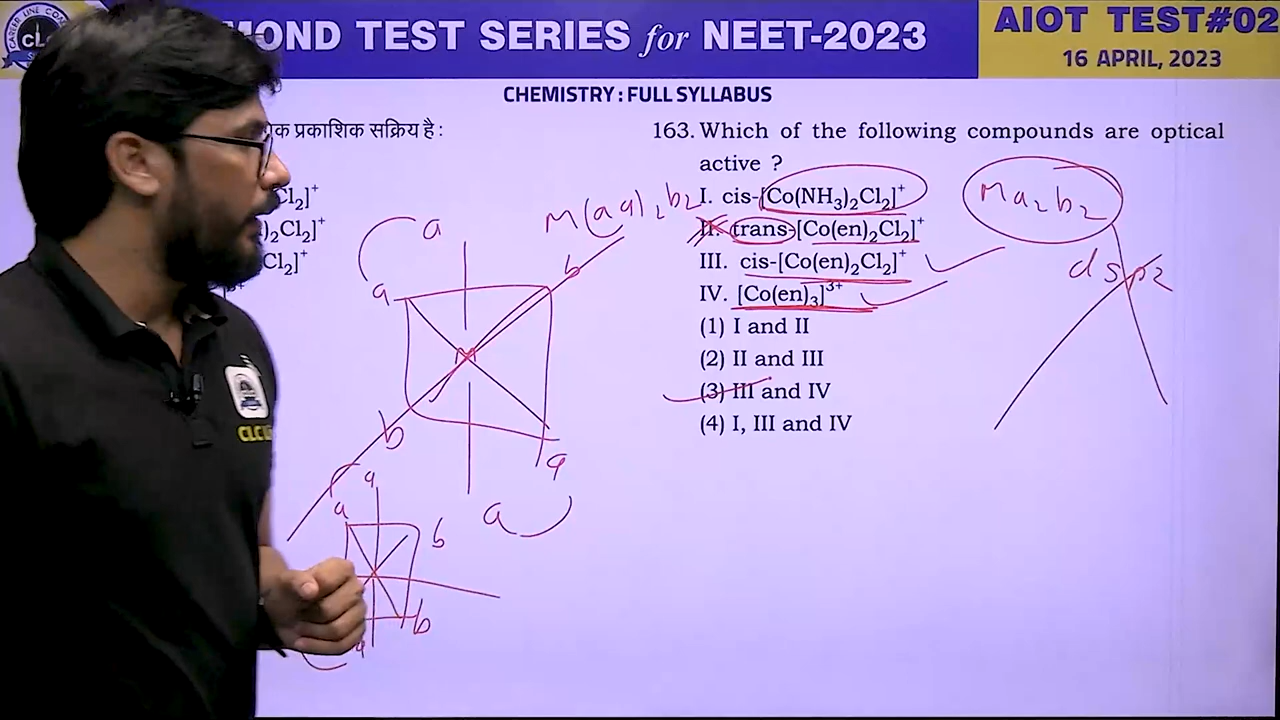 MOND TEST SERIES for NEET-2023
AIOT TEST#02
16 APRIL, 2023
CHEMISTRY : FULL SYLLABUS
क प्रकाशिक सक्रिय है :
Cl₂]⁺
)₂Cl₂]⁺
Cl₂]⁺
3+
163. Which of the following compounds are optical
active ?
I. cis-[Co(NH₃)₂Cl₂]⁺
II. trans-[Co(en)₂Cl₂]⁺
III. cis-[Co(en)₂Cl₂]⁺
IV. [Co(en)₃]³⁺
(1) I and II
(2) II and III
(3) III and IV
(4) I, III and IV
M(aa)₂b₂
Ma₂b₂
dsp2
a
a
b
M
b
a
a
a
a
b
b
a
CLC